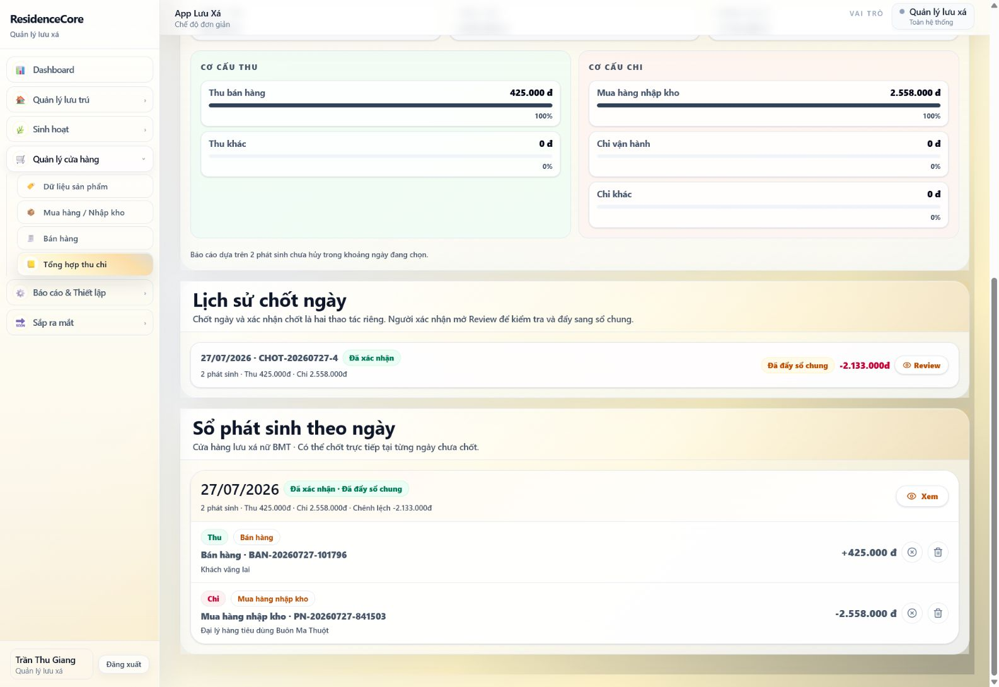 ResidenceCore
Quản lý lưu xá
Dashboard
Quản lý lưu trú
Sinh hoạt
Quản lý cửa hàng
Dữ liệu sản phẩm
Mua hàng / Nhập kho
Bán hàng
Tổng hợp thu chi
Báo cáo & Thiết lập
SOON
Sắp ra mắt
Trần Thu Giang
Quản lý lưu xá
Đăng xuất
App Lưu Xá
Chế độ đơn giản
VAI TRÒ
Quản lý lưu xá
Toàn hệ thống
CƠ CẤU THU
Thu bán hàng 425.000 đ
100%
Thu khác 0 đ
0%
CƠ CẤU CHI
Mua hàng nhập kho 2.558.000 đ
100%
Chi vận hành 0 đ
0%
Chi khác 0 đ
0%
Báo cáo dựa trên 2 phát sinh chưa hủy trong khoảng ngày đang chọn.
Lịch sử chốt ngày
Chốt ngày và xác nhận chốt là hai thao tác riêng. Người xác nhận mở Review để kiểm tra và đẩy sang sổ chung.
27/07/2026 · CHOT-20260727-4 Đã xác nhận
2 phát sinh · Thu 425.000đ · Chi 2.558.000đ
Đã đẩy sổ chung -2.133.000đ Review
Sổ phát sinh theo ngày
Cửa hàng lưu xá nữ BMT · Có thể chốt trực tiếp tại từng ngày chưa chốt.
27/07/2026 Đã xác nhận · Đã đẩy sổ chung
2 phát sinh · Thu 425.000đ · Chi 2.558.000đ · Chênh lệch -2.133.000đ
Xem
Thu Bán hàng
Bán hàng · BAN-20260727-101796
Khách vãng lai
+425.000 đ
Chi Mua hàng nhập kho
Mua hàng nhập kho · PN-20260727-841503
Đại lý hàng tiêu dùng Buôn Ma Thuột
-2.558.000 đ